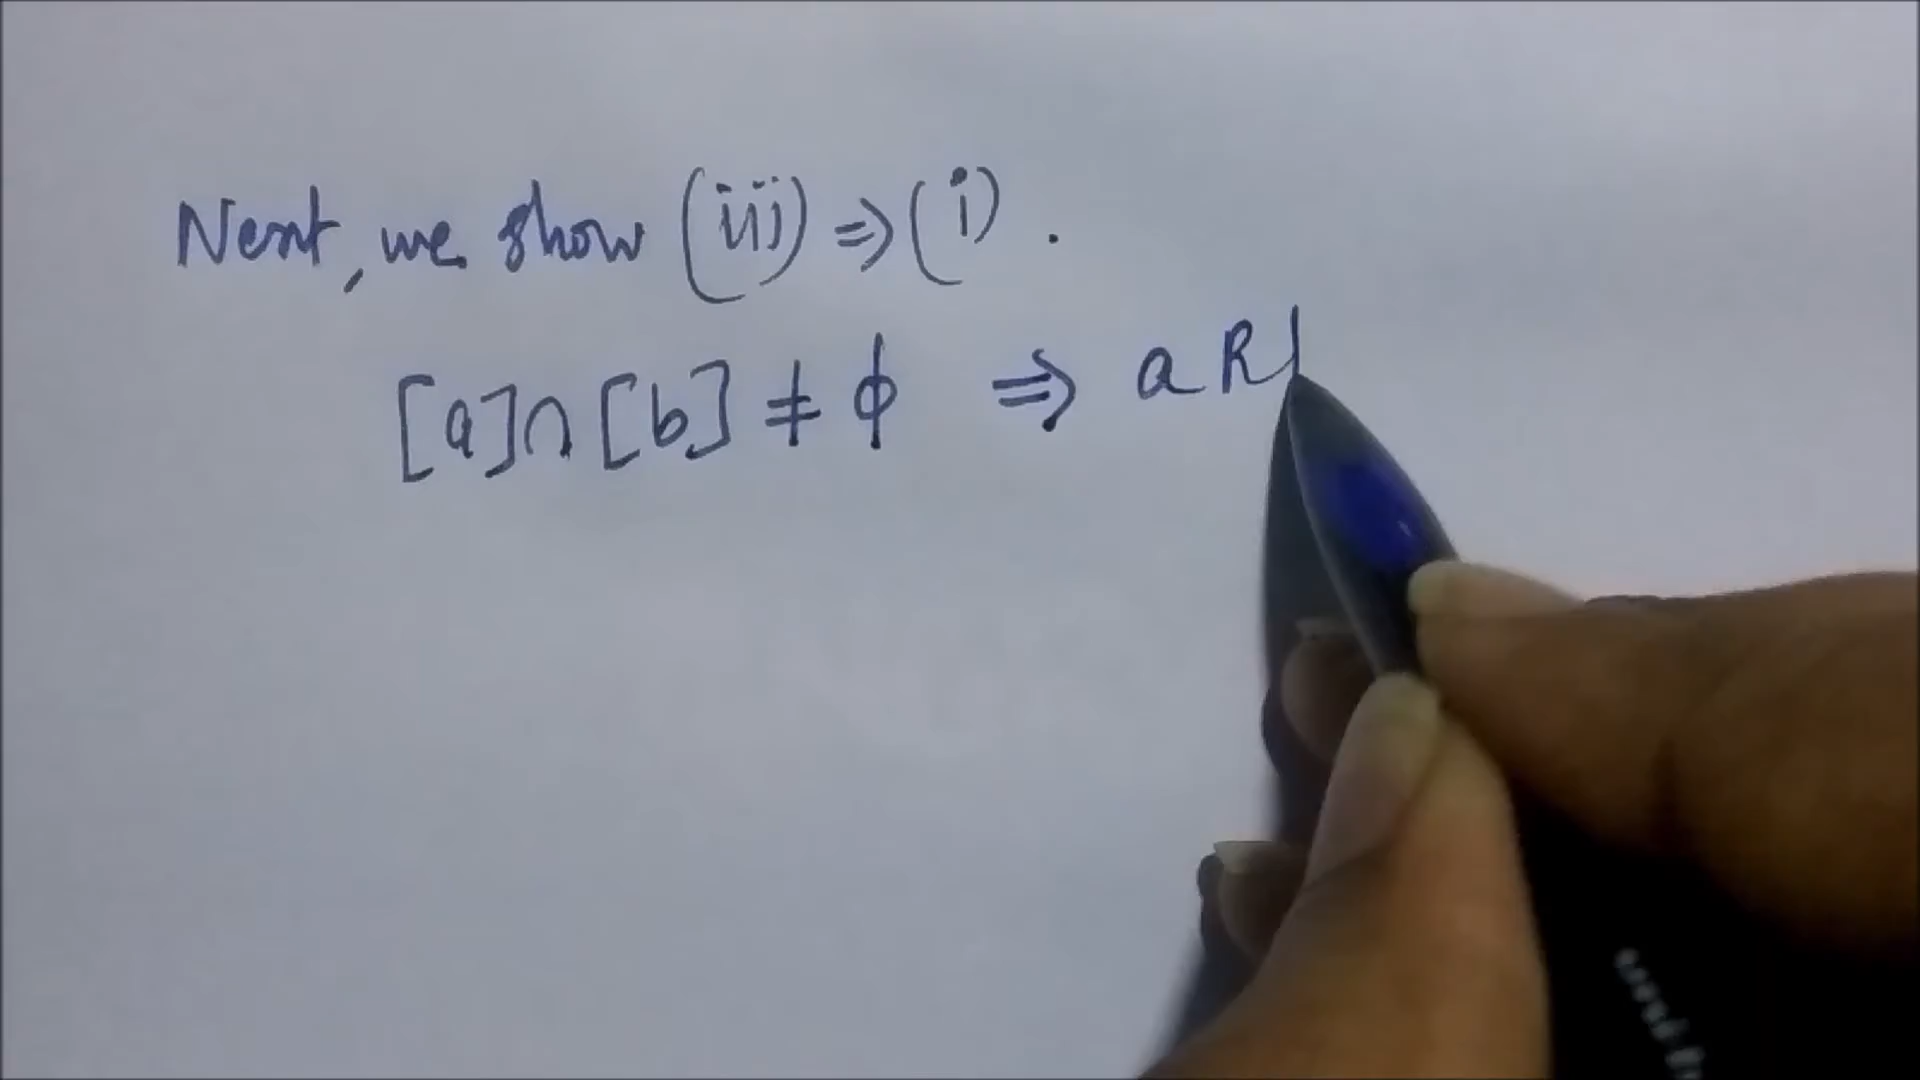 Next, we show (iii) ⇒ (i).
[a]∩[b] ≠ ϕ ⇒ a R